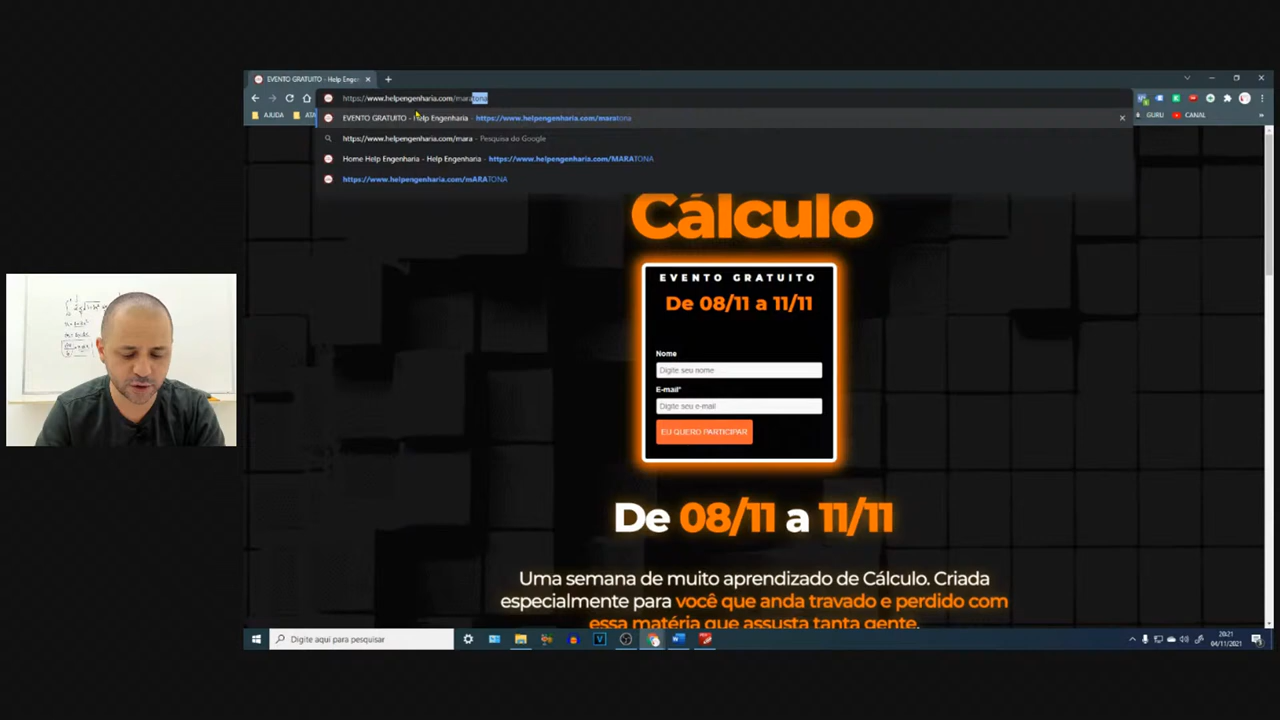 EVENTO GRATUITO - Help Engen
https://www.helpengenharia.com/maratona
AJUDA
ATA
GURU
CANAL
EVENTO GRATUITO - Help Engenharia - https://www.helpengenharia.com/maratona
https://www.helpengenharia.com/mara - Pesquisa do Google
Home Help Engenharia - Help Engenharia - https://www.helpengenharia.com/MARATONA
https://www.helpengenharia.com/mARATONA
Cálculo
EVENTO GRATUITO
De 08/11 a 11/11
Nome
Digite seu nome
E-mail*
Digite seu e-mail
EU QUERO PARTICIPAR
De 08/11 a 11/11
Uma semana de muito aprendizado de Cálculo. Criada
especialmente para você que anda travado e perdido com
essa matéria que assusta tanta gente.
Digite aqui para pesquisar
20:21
04/11/2021